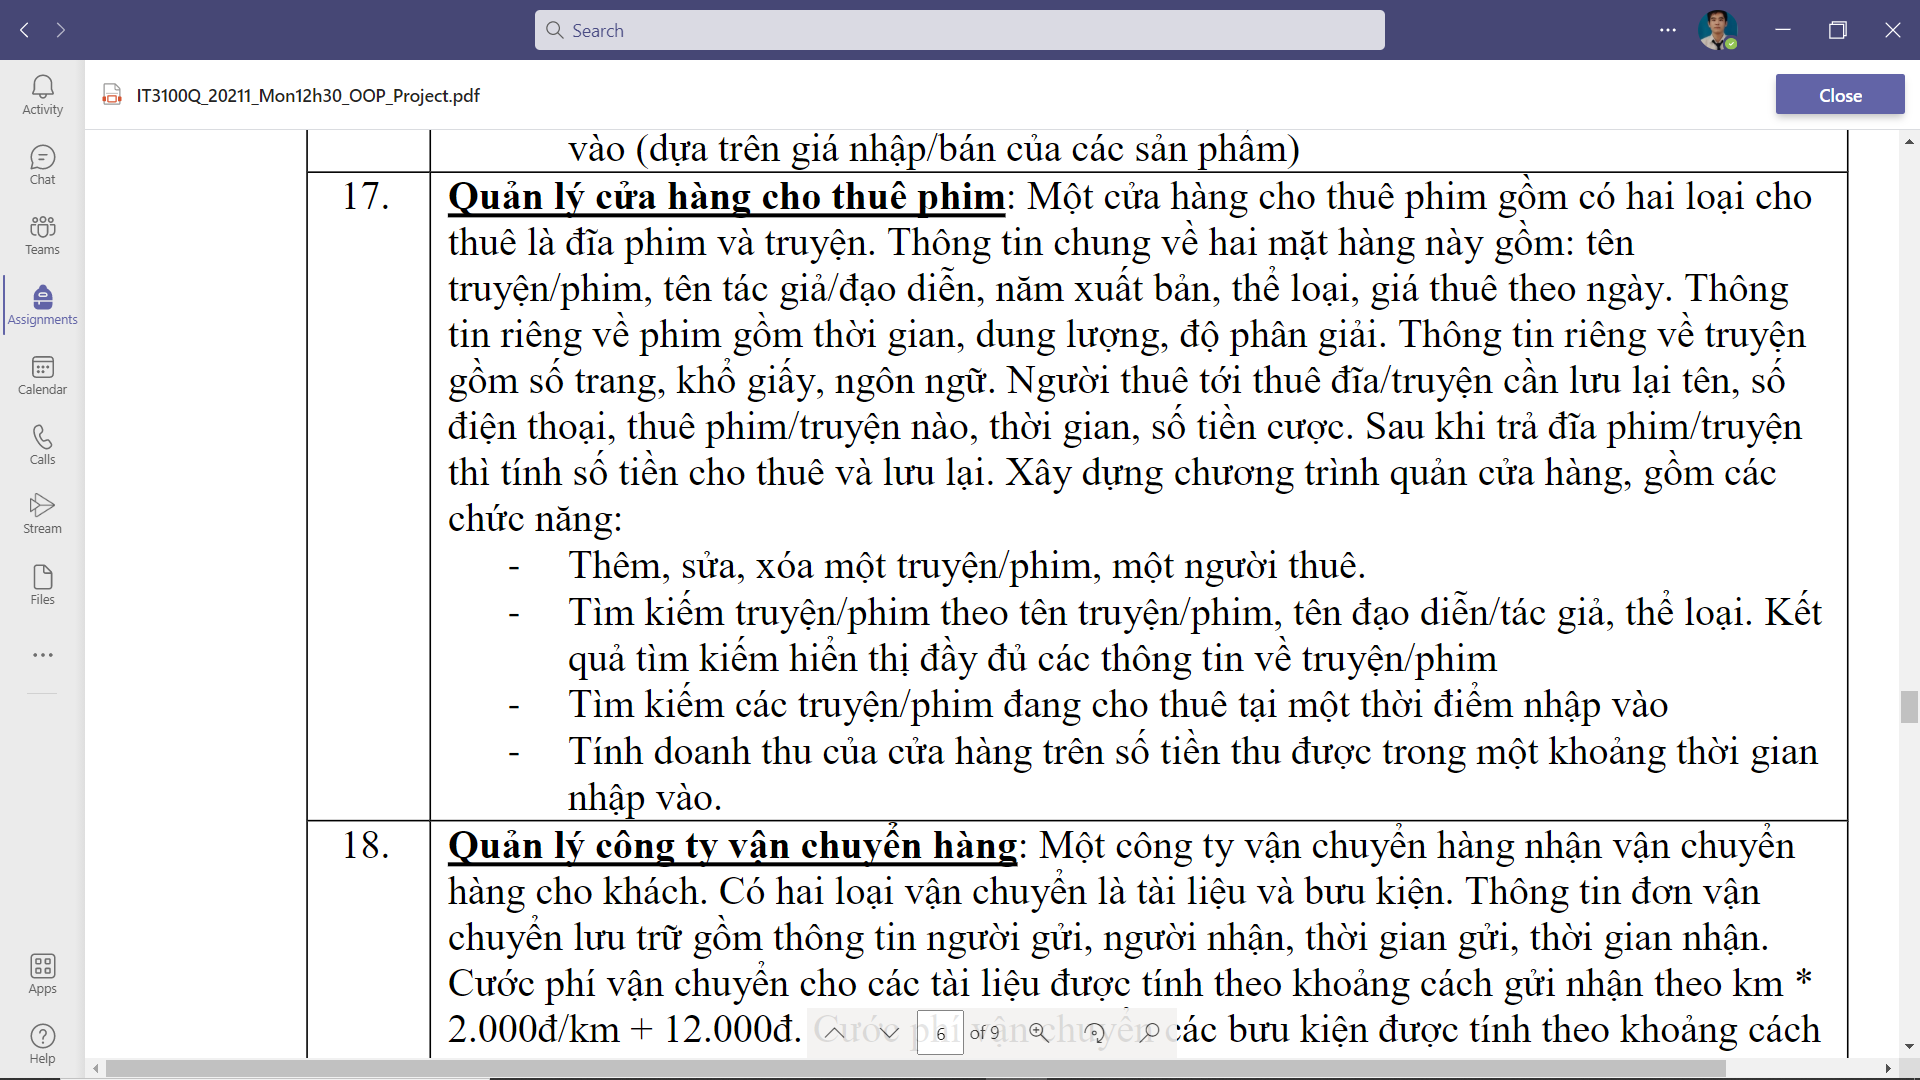 Search
Activity
Chat
Teams
Assignments
Calendar
Calls
Stream
Files
Apps
Help
IT3100Q_20211_Mon12h30_OOP_Project.pdf
Close
vào (dựa trên giá nhập/bán của các sản phẩm)
17.
Quản lý cửa hàng cho thuê phim: Một cửa hàng cho thuê phim gồm có hai loại cho
thuê là đĩa phim và truyện. Thông tin chung về hai mặt hàng này gồm: tên
truyện/phim, tên tác giả/đạo diễn, năm xuất bản, thể loại, giá thuê theo ngày. Thông
tin riêng về phim gồm thời gian, dung lượng, độ phân giải. Thông tin riêng về truyện
gồm số trang, khổ giấy, ngôn ngữ. Người thuê tới thuê đĩa/truyện cần lưu lại tên, số
điện thoại, thuê phim/truyện nào, thời gian, số tiền cược. Sau khi trả đĩa phim/truyện
thì tính số tiền cho thuê và lưu lại. Xây dựng chương trình quản cửa hàng, gồm các
chức năng:
- Thêm, sửa, xóa một truyện/phim, một người thuê.
- Tìm kiếm truyện/phim theo tên truyện/phim, tên đạo diễn/tác giả, thể loại. Kết
quả tìm kiếm hiển thị đầy đủ các thông tin về truyện/phim
- Tìm kiếm các truyện/phim đang cho thuê tại một thời điểm nhập vào
- Tính doanh thu của cửa hàng trên số tiền thu được trong một khoảng thời gian
nhập vào.
18.
Quản lý công ty vận chuyển hàng: Một công ty vận chuyển hàng nhận vận chuyển
hàng cho khách. Có hai loại vận chuyển là tài liệu và bưu kiện. Thông tin đơn vận
chuyển lưu trữ gồm thông tin người gửi, người nhận, thời gian gửi, thời gian nhận.
Cước phí vận chuyển cho các tài liệu được tính theo khoảng cách gửi nhận theo km *
2.000đ/km + 12.000đ. Cước phí vận chuyển các bưu kiện được tính theo khoảng cách
6 of 9